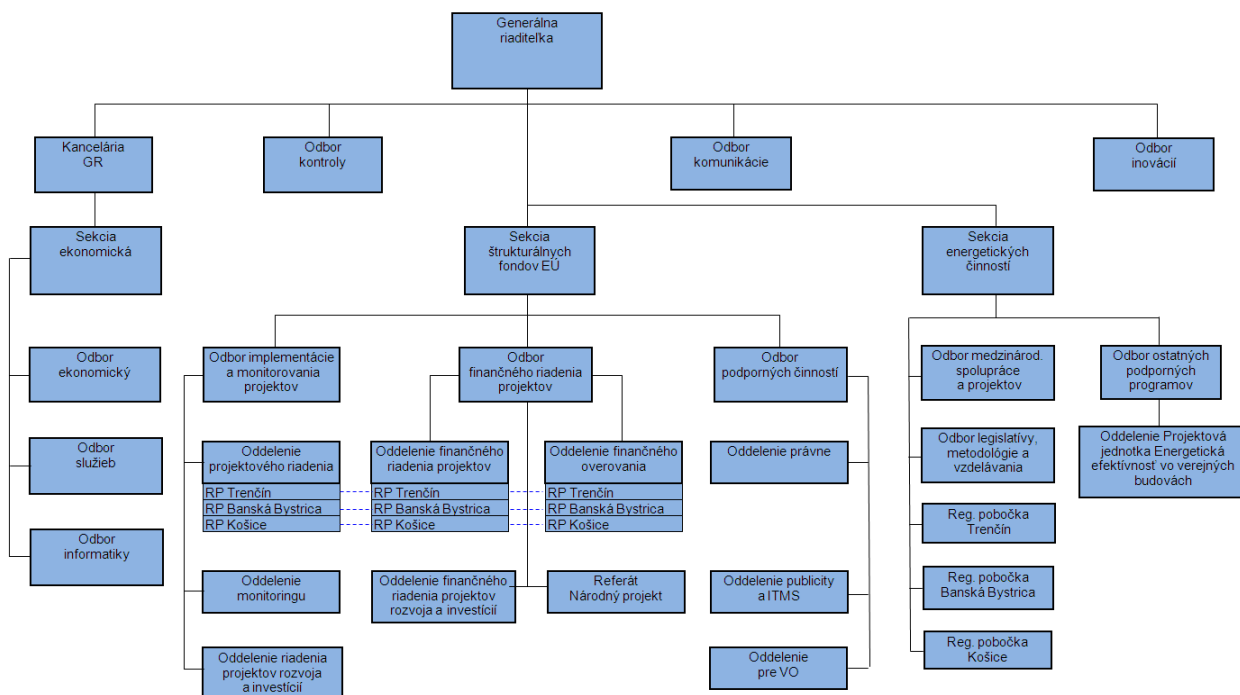 Generálna
riaditeľka
Kancelária
GR
Odbor
kontroly
Odbor
komunikácie
Odbor
inovácií
Sekcia
ekonomická
Sekcia
štrukturálnych
fondov EÚ
Sekcia
energetických
činností
Odbor
ekonomický
Odbor
služieb
Odbor
informatiky
Odbor implementácie
a monitorovania
projektov
Odbor
finančného riadenia
projektov
Odbor
podporných činností
Oddelenie
projektového riadenia
RP Trenčín
RP Banská Bystrica
RP Košice
Oddelenie finančného
riadenia projektov
RP Trenčín
RP Banská Bystrica
RP Košice
Oddelenie finančného
overovania
RP Trenčín
RP Banská Bystrica
RP Košice
Oddelenie právne
Oddelenie
monitoringu
Oddelenie finančného
riadenia projektov
rozvoja a investícií
Referát
Národný projekt
Oddelenie publicity
a ITMS
Oddelenie riadenia
projektov rozvoja
a investícií
Oddelenie
pre VO
Odbor medzinárod.
spolupráce
a projektov
Odbor ostatných
podporných
programov
Odbor legislatívy,
metodológie a
vzdelávania
Oddelenie Projektová
jednotka Energetická
efektívnosť vo verejných
budovách
Reg. pobočka
Trenčín
Reg. pobočka
Banská Bystrica
Reg. pobočka
Košice